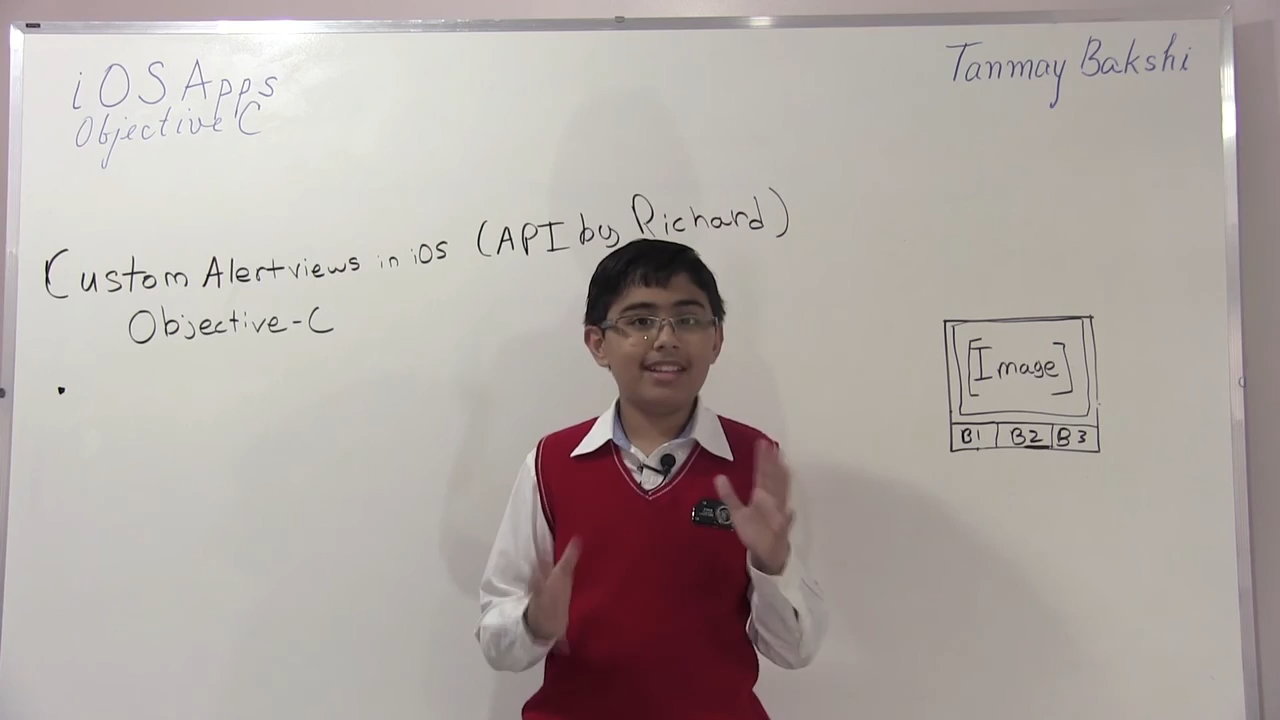 iOS Apps
Objective C
Tanmay Bakshi
Custom Alertviews in iOS (API by Richard)
Objective-C
[Image]
B1 B2 B3